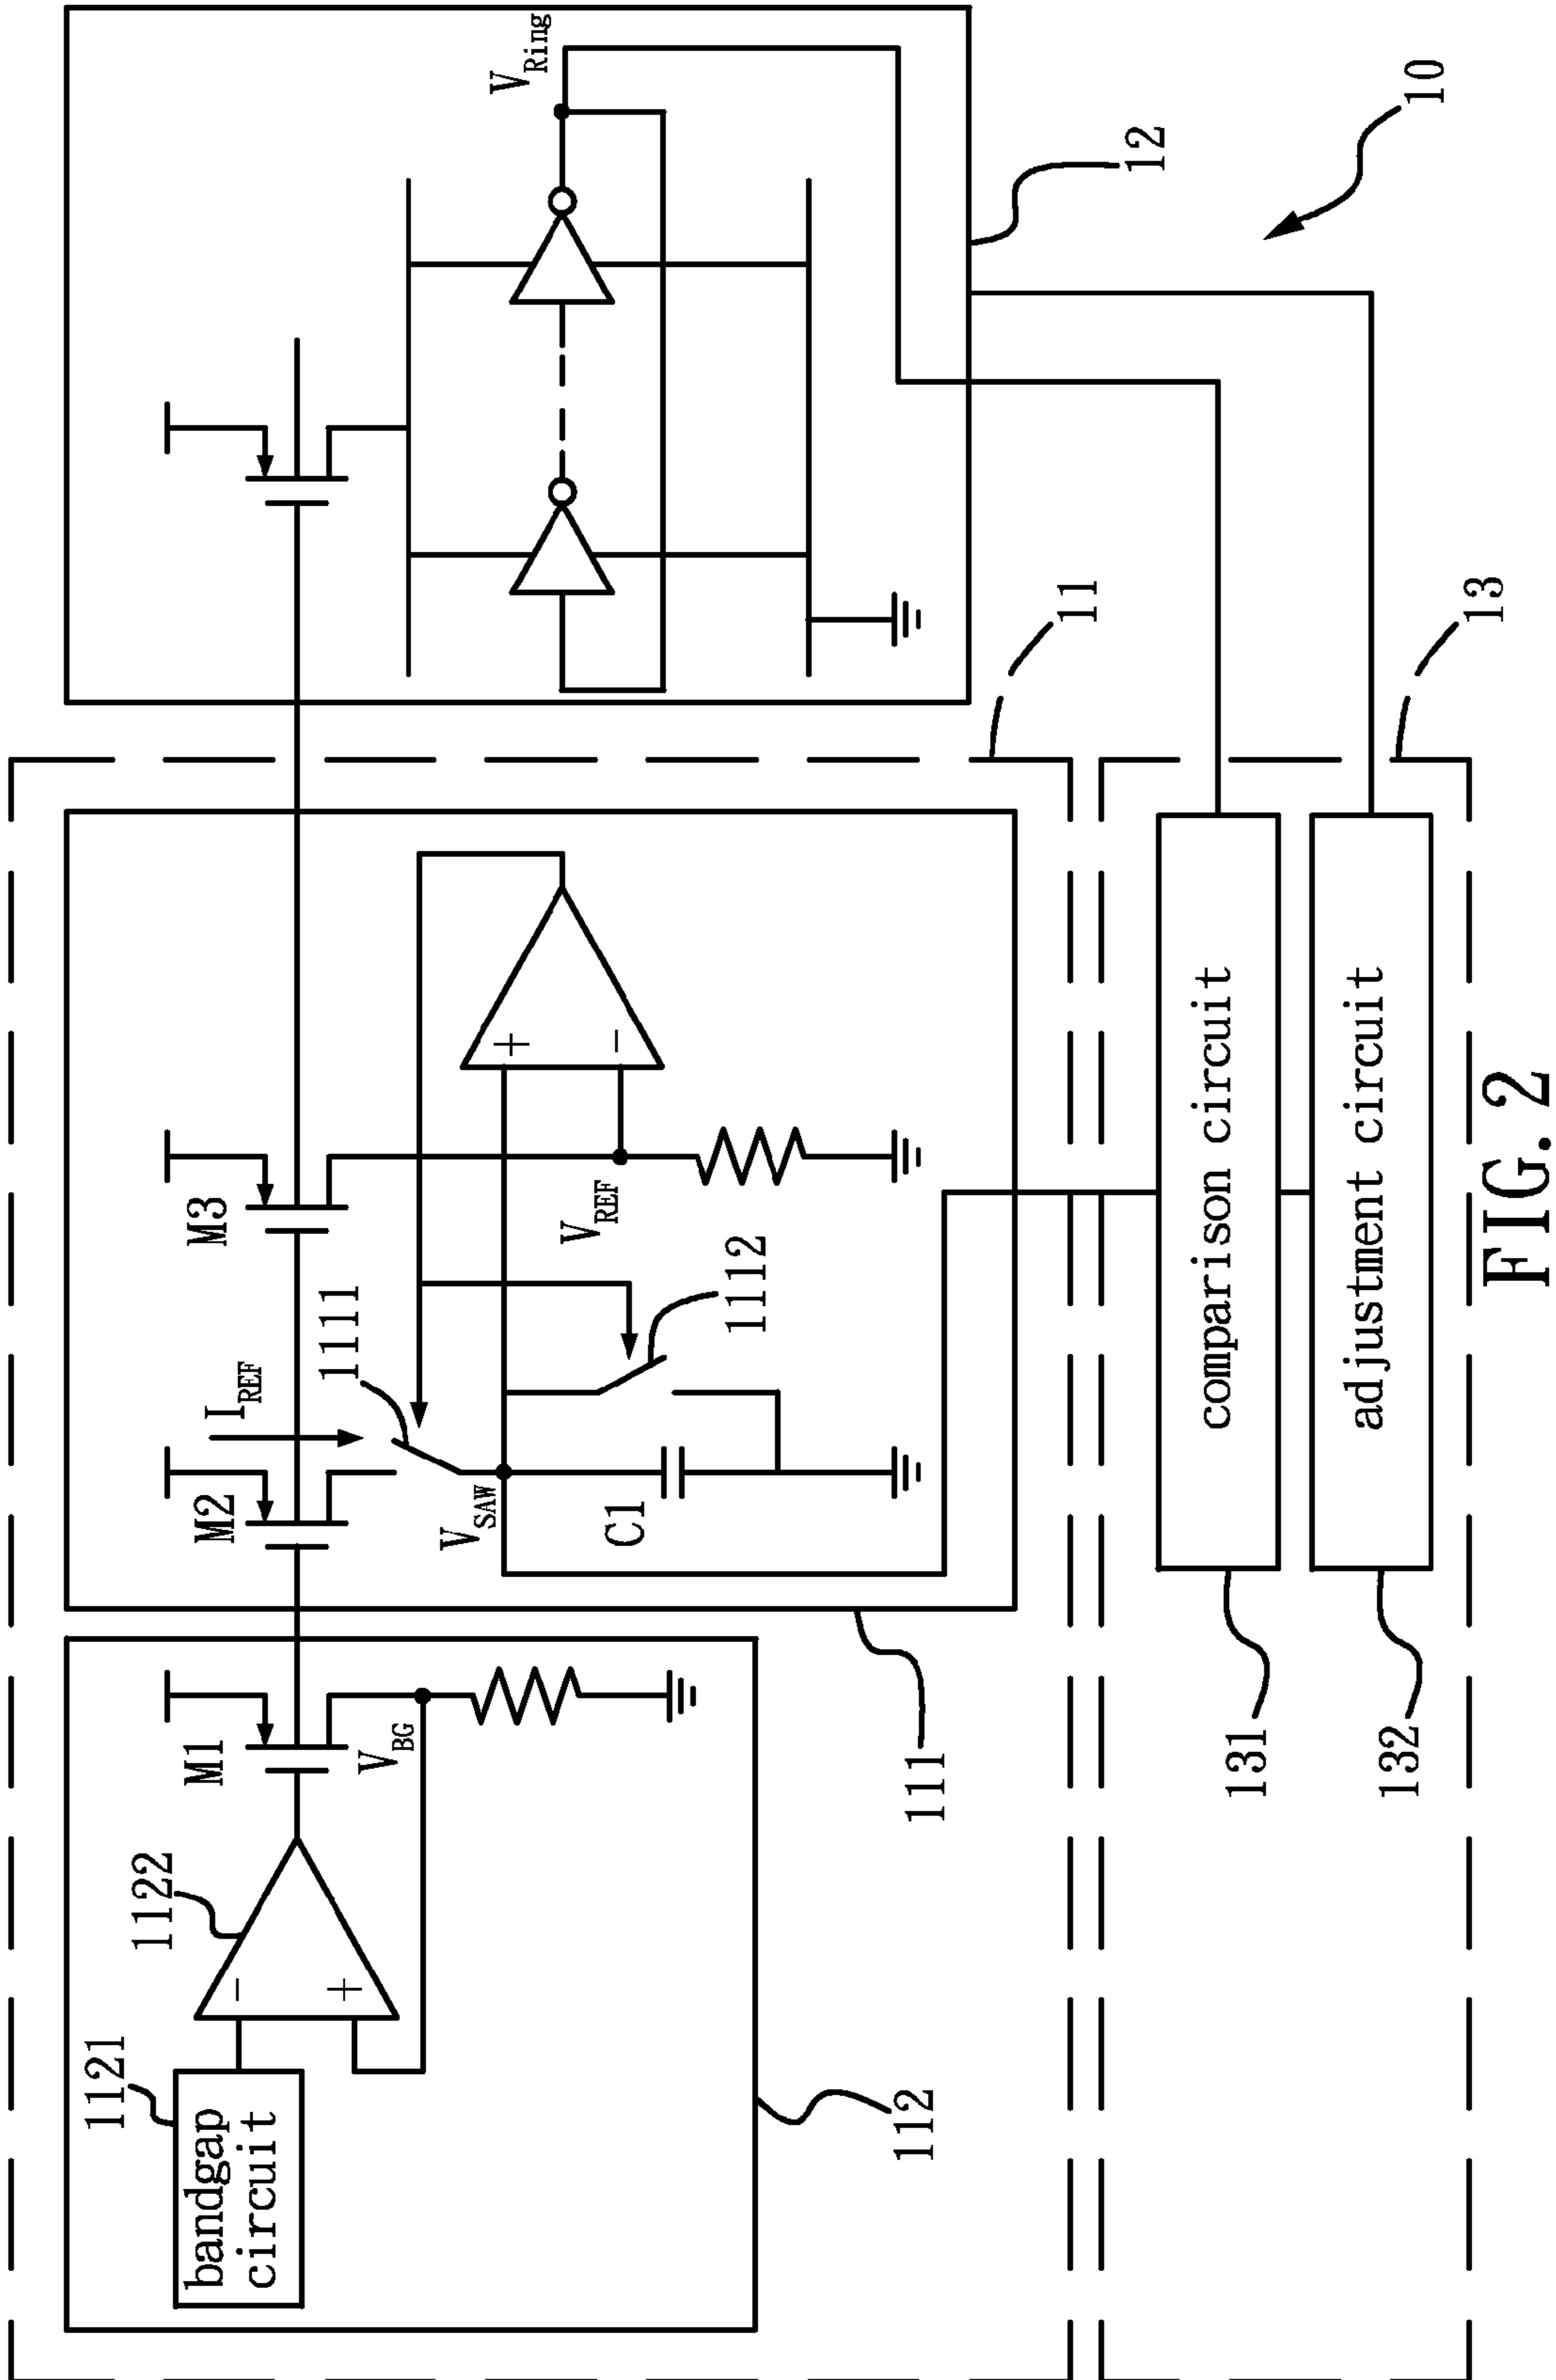 bandgap
circuit
1121
1122
M1
V_BG
112
M2
I_REF
1111
V_SAW
C1
1112
M3
V_REF
+
−
−
+
111
V_Ring
12
10
11
13
comparison circuit
131
adjustment circuit
132
FIG. 2